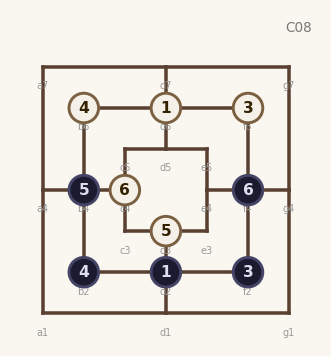 C08
a7 d7 g7
4 1 3
b6 d6 f6
c5 d5 e5
5 6 6
a4 b4 c4 e4 f4 g4
5
c3 d3 e3
4 1 3
b2 d2 f2
a1 d1 g1